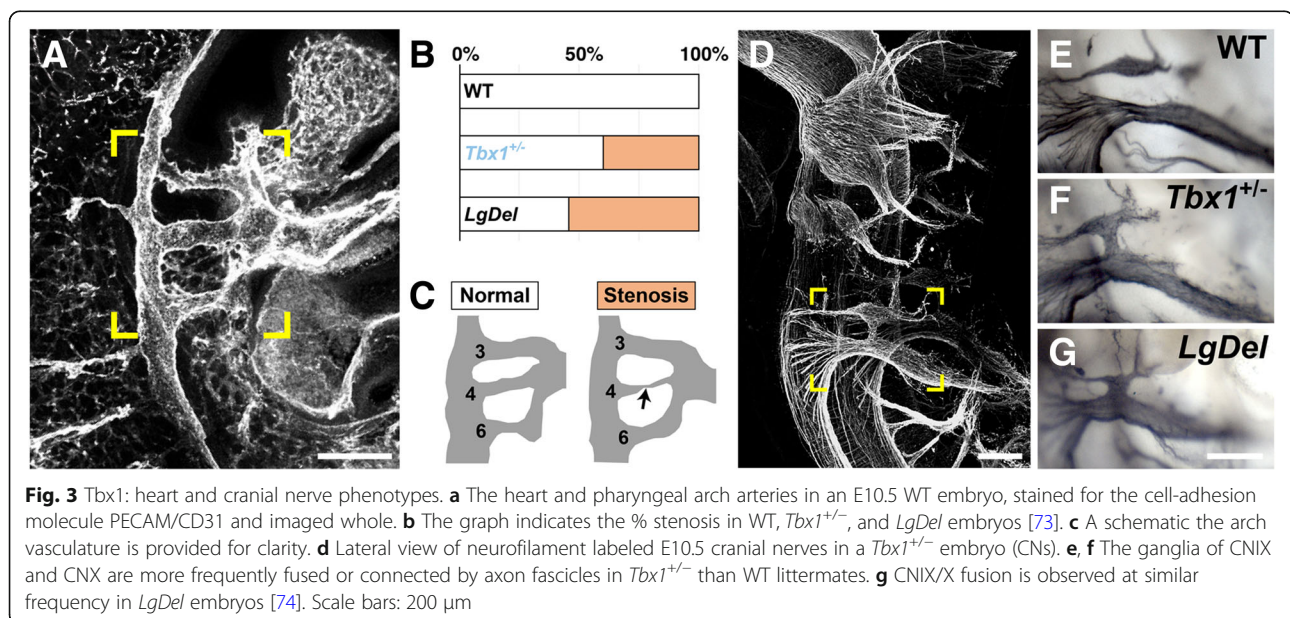 A
B
0% 50% 100%
WT
Tbx1+/-
LgDel
C
Normal Stenosis
3 3
4 4
6 6
D
E WT
F Tbx1+/-
G LgDel
Fig. 3 Tbx1: heart and cranial nerve phenotypes. a The heart and pharyngeal arch arteries in an E10.5 WT embryo, stained for the cell-adhesion
molecule PECAM/CD31 and imaged whole. b The graph indicates the % stenosis in WT, Tbx1+/−, and LgDel embryos [73]. c A schematic the arch
vasculature is provided for clarity. d Lateral view of neurofilament labeled E10.5 cranial nerves in a Tbx1+/− embryo (CNs). e, f The ganglia of CNIX
and CNX are more frequently fused or connected by axon fascicles in Tbx1+/− than WT littermates. g CNIX/X fusion is observed at similar
frequency in LgDel embryos [74]. Scale bars: 200 μm